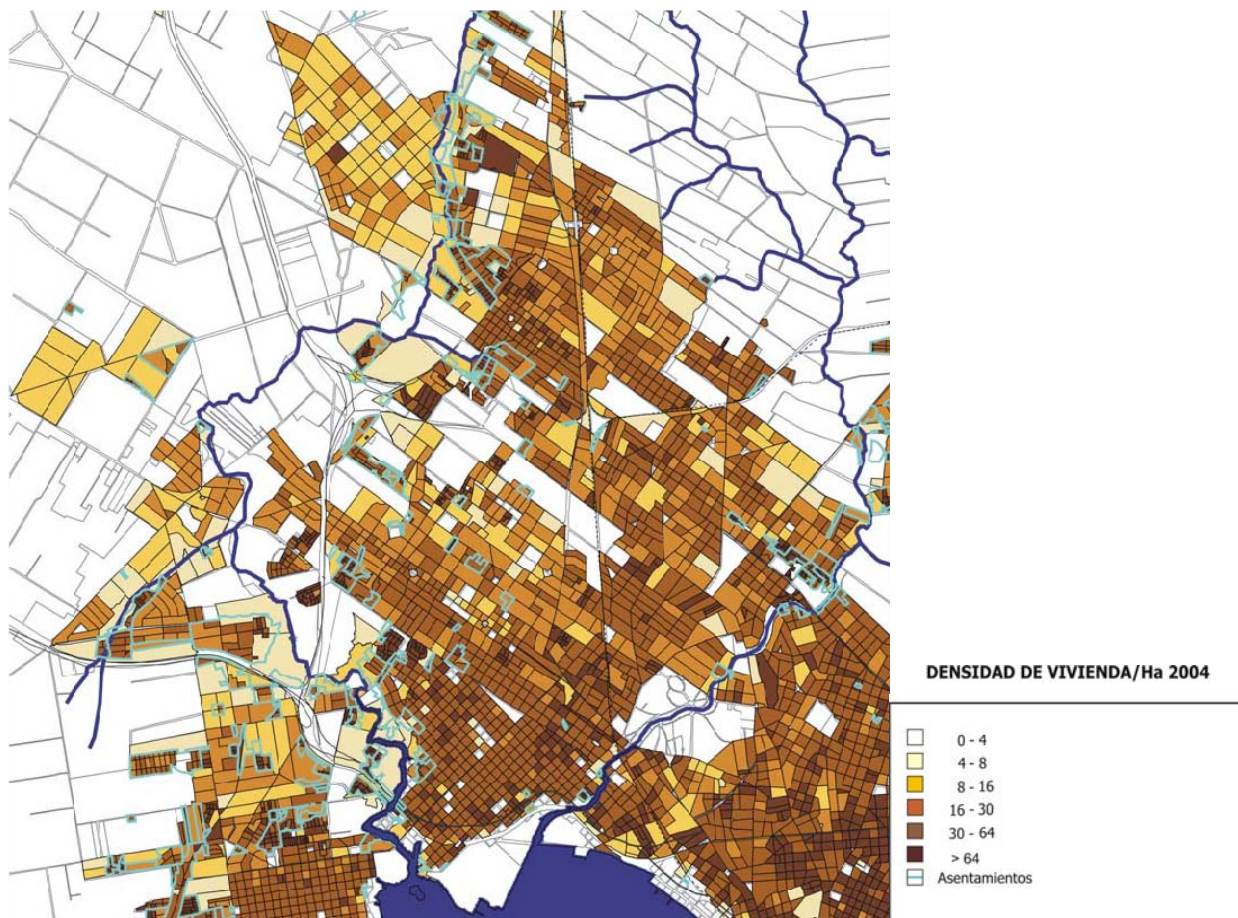 DENSIDAD DE VIVIENDA/Ha 2004
0 - 4
4 - 8
8 - 16
16 - 30
30 - 64
> 64
Asentamientos